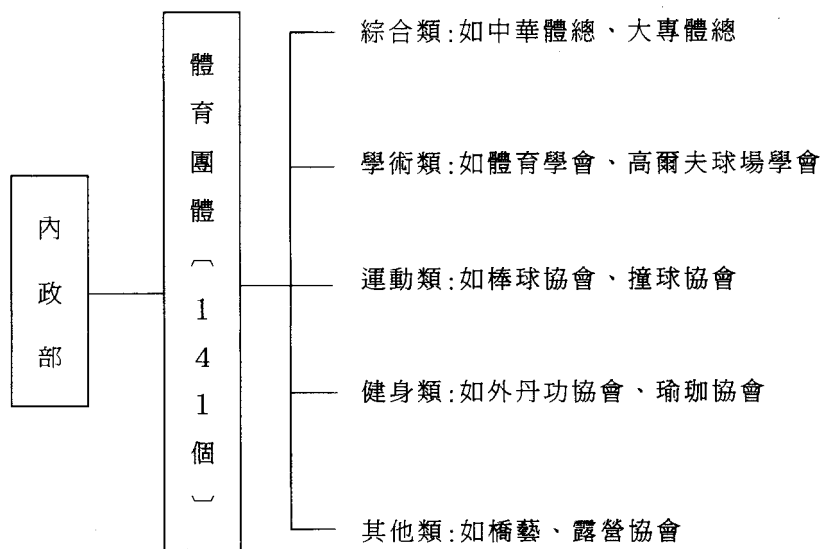 內政部
體育團體〔141個〕
綜合類:如中華體總、大專體總
學術類:如體育學會、高爾夫球場學會
運動類:如棒球協會、撞球協會
健身類:如外丹功協會、瑜珈協會
其他類:如橋藝、露營協會